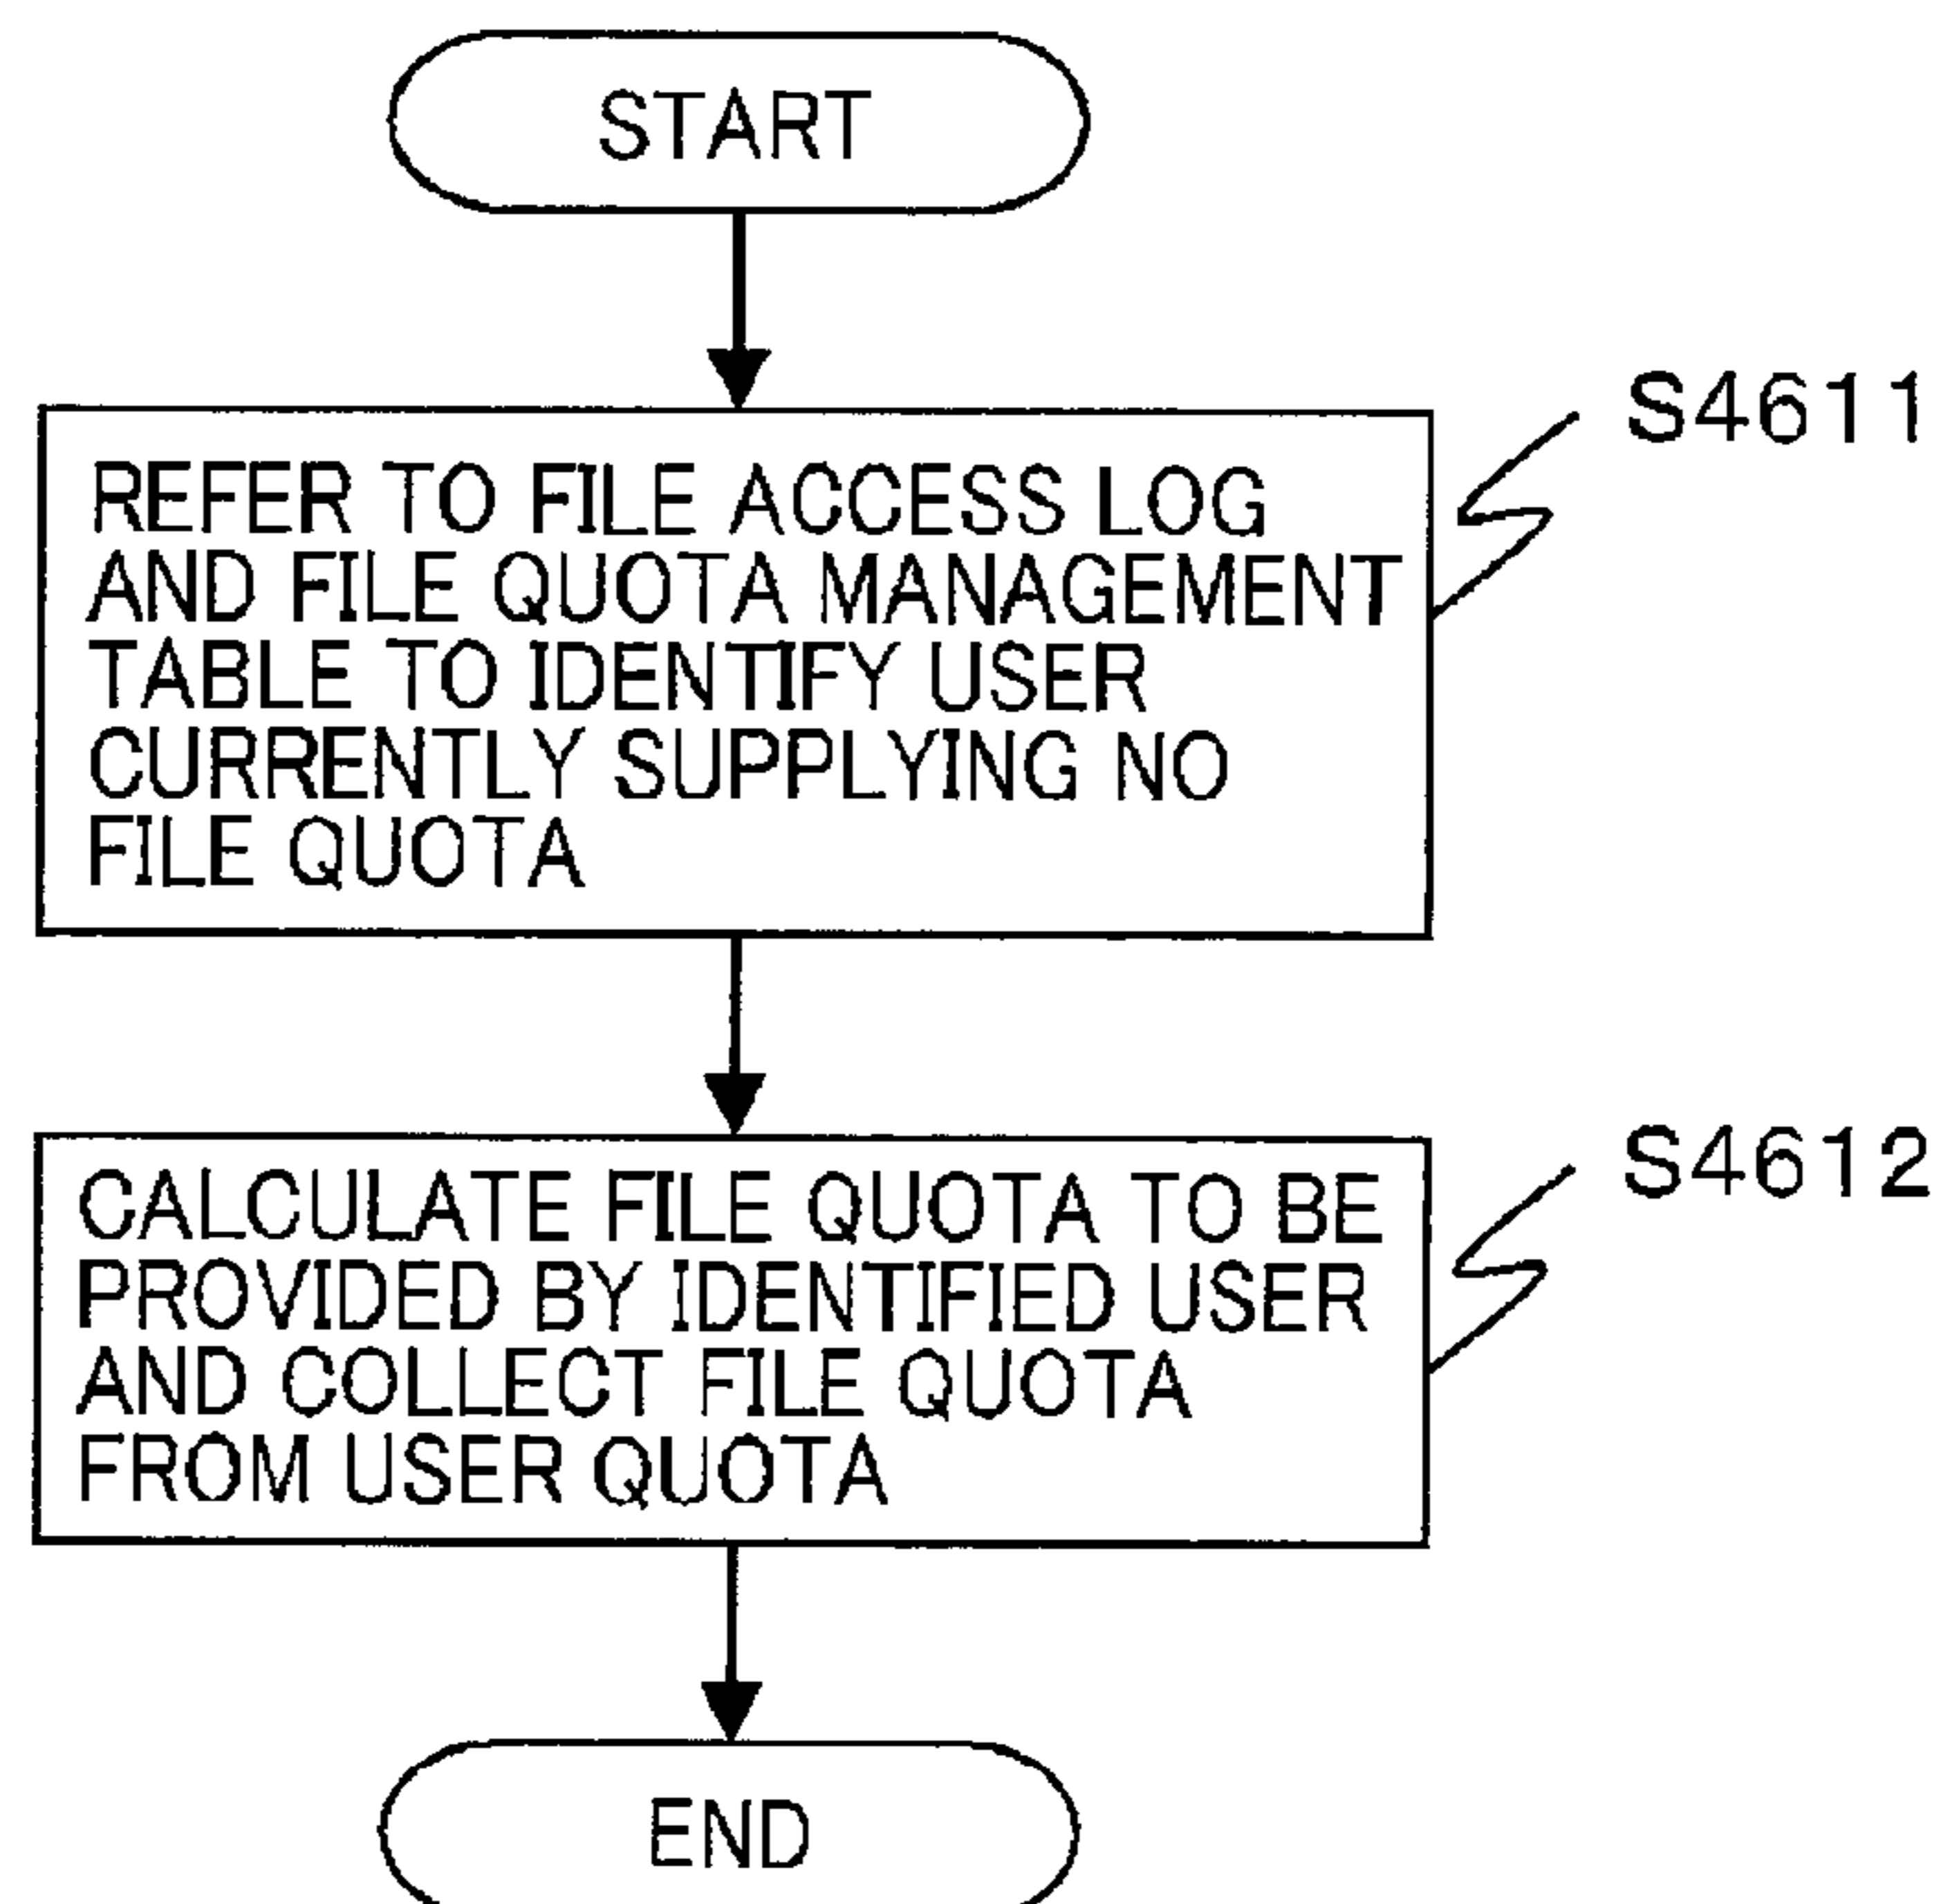 START
S4611
REFER TO FILE ACCESS LOG
AND FILE QUOTA MANAGEMENT
TABLE TO IDENTIFY USER
CURRENTLY SUPPLYING NO
FILE QUOTA
S4612
CALCULATE FILE QUOTA TO BE
PROVIDED BY IDENTIFIED USER
AND COLLECT FILE QUOTA
FROM USER QUOTA
END